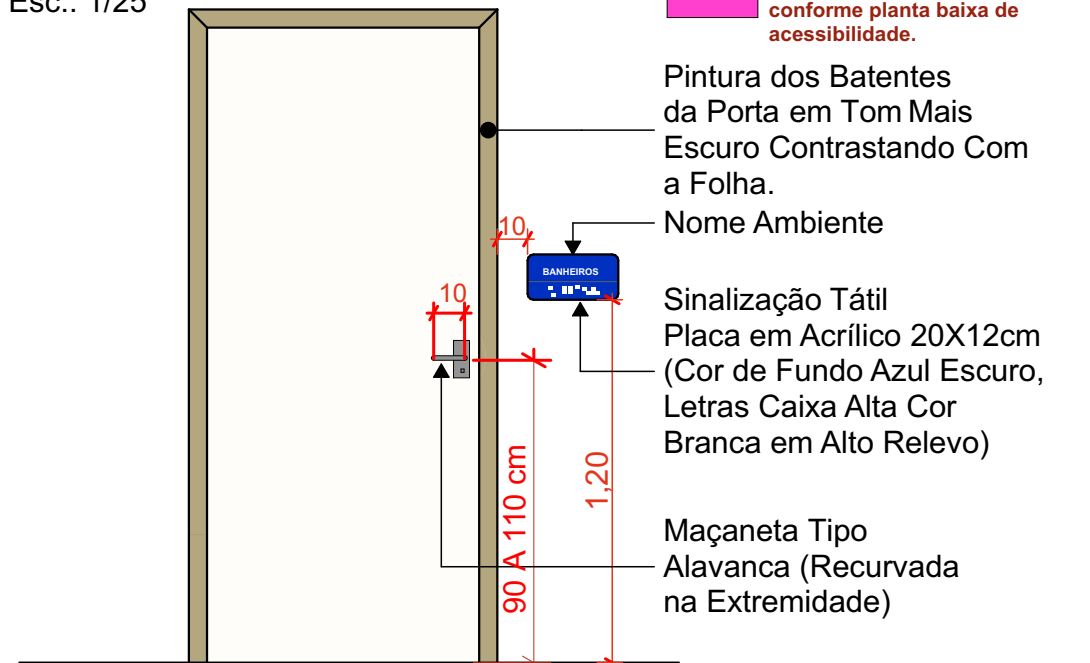 Esc.: 1/25
conforme planta baixa de
acessibilidade.
Pintura dos Batentes
da Porta em Tom Mais
Escuro Contrastando Com
a Folha.
Nome Ambiente
10
BANHEIROS
10
Sinalização Tátil
Placa em Acrílico 20X12cm
(Cor de Fundo Azul Escuro,
Letras Caixa Alta Cor
Branca em Alto Relevo)
90 A 110 cm
1,20
Maçaneta Tipo
Alavanca (Recurvada
na Extremidade)